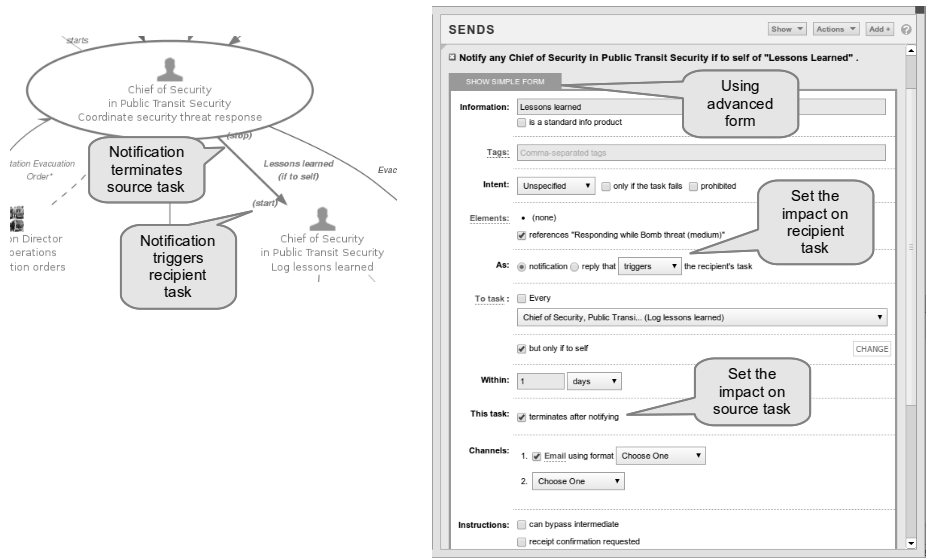 starts
Chief of Security
in Public Transit Security
Coordinate security threat response
(stop)
Notification
terminates
source task
tation Evacuation
Order*
Lessons learned
(if to self)
Evac
(start)
Notification
triggers
recipient
task
on Director
perations
tion orders
Chief of Security
in Public Transit Security
Log lessons learned
SENDS
Show
Actions
Add +
?
Notify any Chief of Security in Public Transit Security if to self of "Lessons Learned" .
SHOW SIMPLE FORM
Using
advanced
form
Information:
Lessons learned
is a standard info product
Tags:
Comma-separated tags
Intent:
Unspecified
only if the task fails
prohibited
Set the
impact on
recipient
task
Elements:
• (none)
references "Responding while Bomb threat (medium)"
As:
notification
reply that
triggers
the recipient's task
To task :
Every
Chief of Security, Public Transi... (Log lessons learned)
but only if to self
CHANGE
Within:
1
days
Set the
impact on
source task
This task:
terminates after notifying
Channels:
1.
Email using format
Choose One
2.
Choose One
Instructions:
can bypass intermediate
receipt confirmation requested